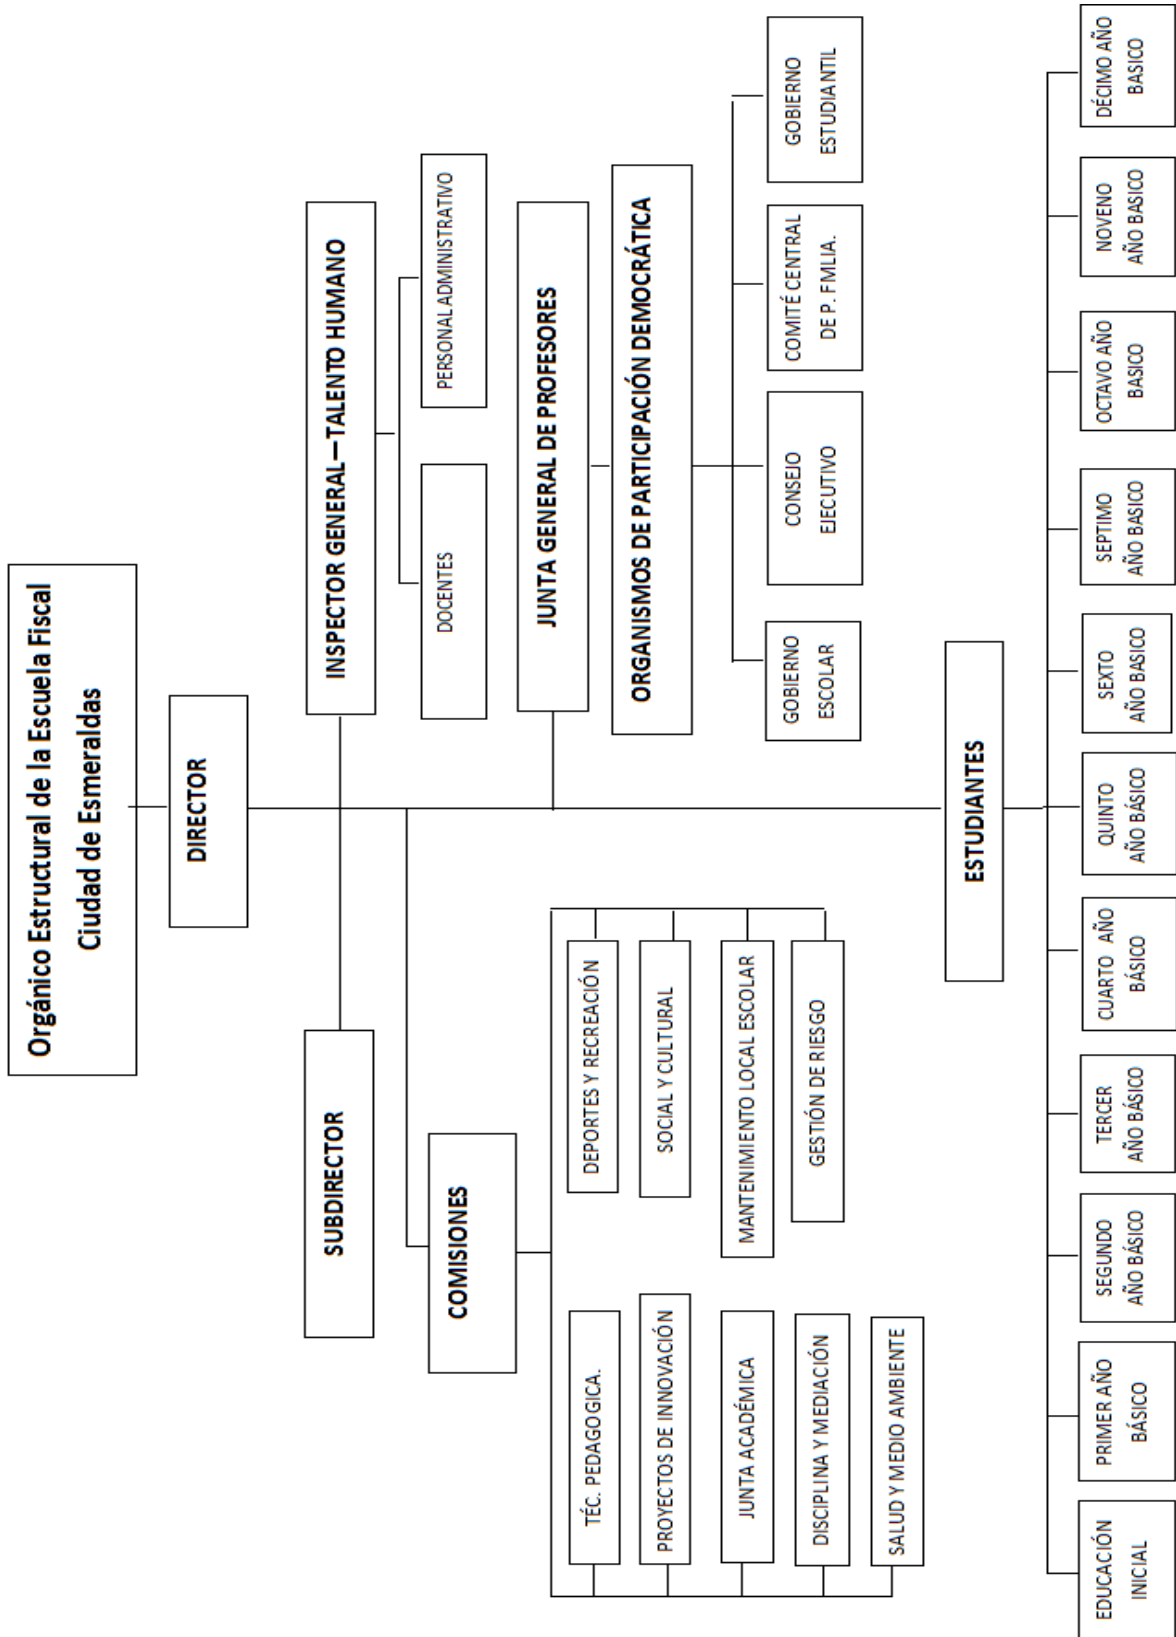 Orgánico Estructural de la Escuela Fiscal
Ciudad de Esmeraldas
DIRECTOR
SUBDIRECTOR
INSPECTOR GENERAL—TALENTO HUMANO
DOCENTES
PERSONAL ADMINISTRATIVO
COMISIONES
TÉC. PEDAGOGICA.
PROYECTOS DE INNOVACIÓN
JUNTA ACADÉMICA
DISCIPLINA Y MEDIACIÓN
SALUD Y MEDIO AMBIENTE
DEPORTES Y RECREACIÓN
SOCIAL Y CULTURAL
MANTENIMIENTO LOCAL ESCOLAR
GESTIÓN DE RIESGO
JUNTA GENERAL DE PROFESORES
ORGANISMOS DE PARTICIPACIÓN DEMOCRÁTICA
GOBIERNO
ESCOLAR
CONSEJO
EJECUTIVO
COMITÉ CENTRAL
DE P. FMLIA.
GOBIERNO
ESTUDIANTIL
ESTUDIANTES
EDUCACIÓN
INICIAL
PRIMER AÑO
BÁSICO
SEGUNDO
AÑO BÁSICO
TERCER
AÑO BÁSICO
CUARTO AÑO
BÁSICO
QUINTO
AÑO BÁSICO
SEXTO
AÑO BASICO
SEPTIMO
AÑO BASICO
OCTAVO AÑO
BASICO
NOVENO
AÑO BASICO
DÉCIMO AÑO
BASICO